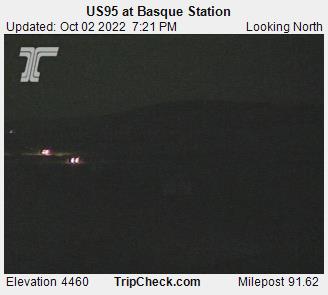 US95 at Basque Station
Updated: Oct 02 2022 7:21 PM Looking North
Elevation 4460 TripCheck.com Milepost 91.62